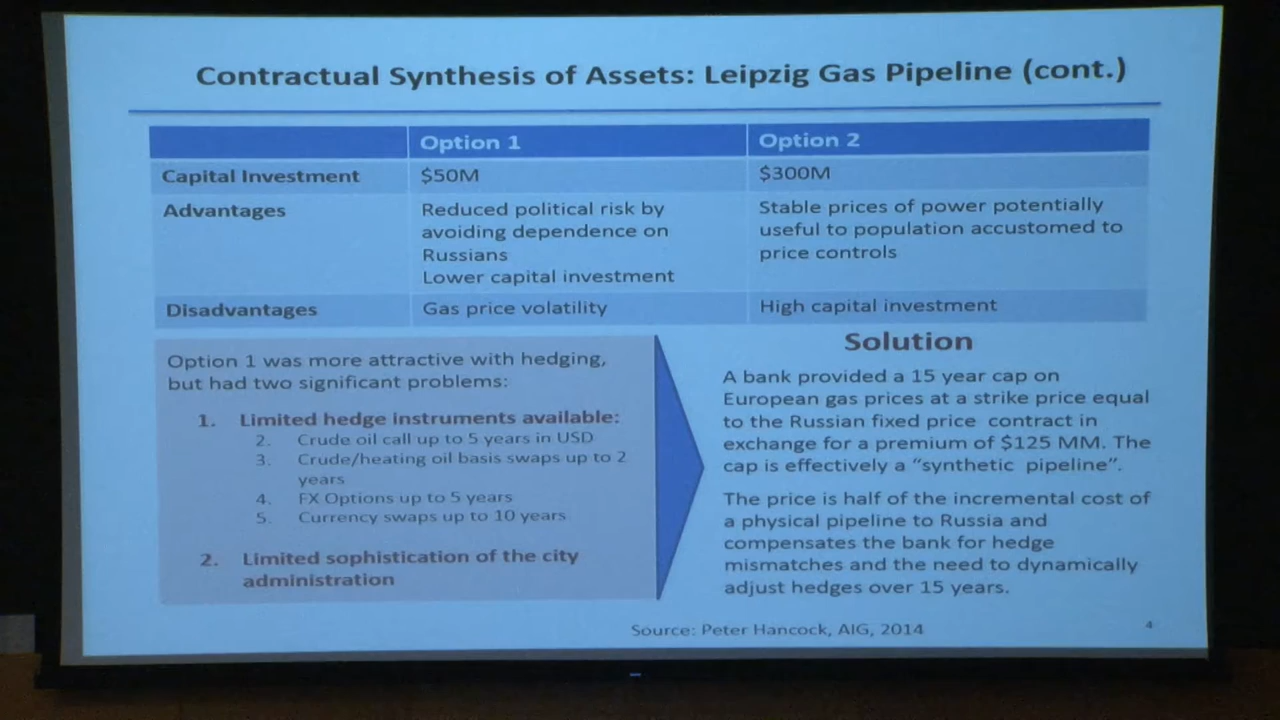 Contractual Synthesis of Assets: Leipzig Gas Pipeline (cont.)
Option 1
Option 2
Capital Investment
$50M
$300M
Advantages
Reduced political risk by
avoiding dependence on
Russians
Lower capital investment
Stable prices of power potentially
useful to population accustomed to
price controls
Disadvantages
Gas price volatility
High capital investment
Option 1 was more attractive with hedging,
but had two significant problems:
1. Limited hedge instruments available:
2. Crude oil call up to 5 years in USD
3. Crude/heating oil basis swaps up to 2
years
4. FX Options up to 5 years
5. Currency swaps up to 10 years
2. Limited sophistication of the city
administration
Solution
A bank provided a 15 year cap on
European gas prices at a strike price equal
to the Russian fixed price contract in
exchange for a premium of $125 MM. The
cap is effectively a “synthetic pipeline”.
The price is half of the incremental cost of
a physical pipeline to Russia and
compensates the bank for hedge
mismatches and the need to dynamically
adjust hedges over 15 years.
Source: Peter Hancock, AIG, 2014
4